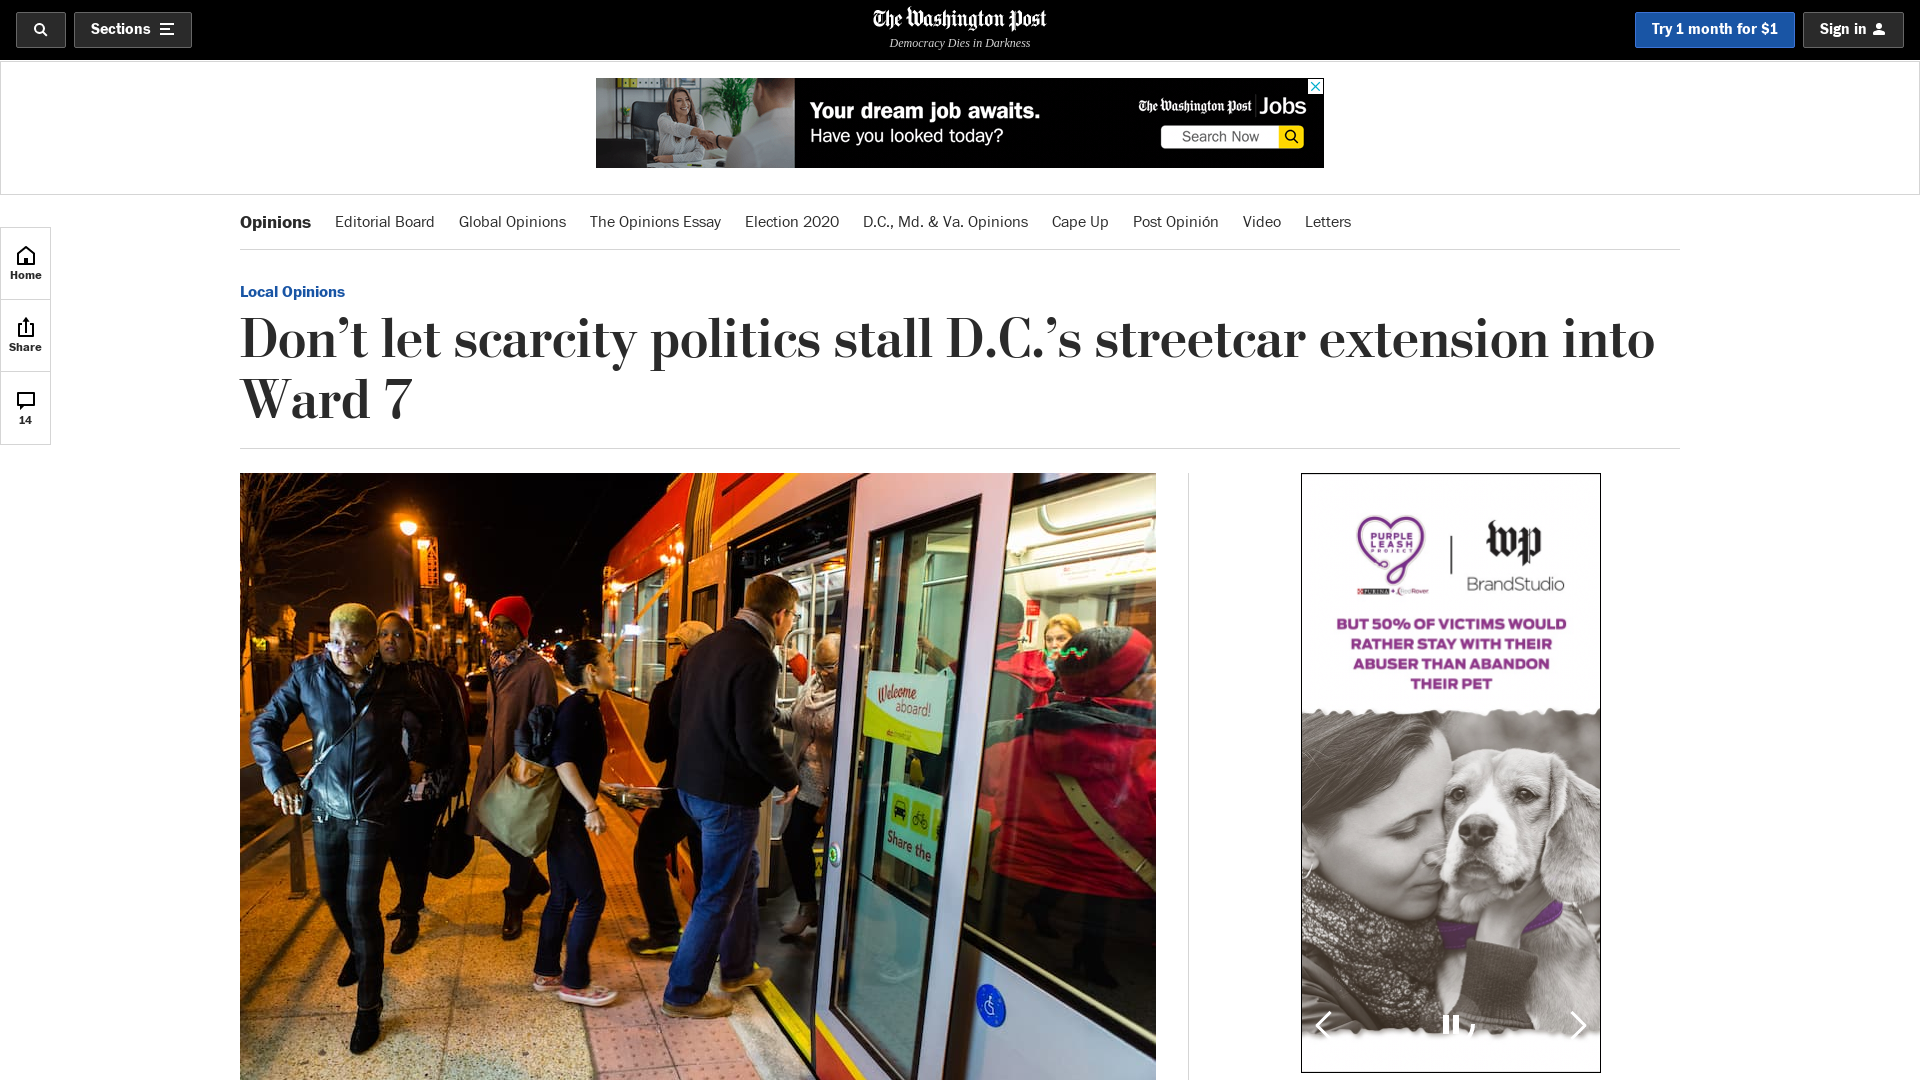 Sections
The Washington Post
Democracy Dies in Darkness
Try 1 month for $1
Sign in
Your dream job awaits.
Have you looked today?
The Washington Post Jobs
Search Now
Opinions Editorial Board Global Opinions The Opinions Essay Election 2020 D.C., Md. & Va. Opinions Cape Up Post Opinión Video Letters
Home
Share
14
Local Opinions
Don’t let scarcity politics stall D.C.’s streetcar extension into
Ward 7
Welcome
aboard!
Share the
PURPLE
LEASH
PROJECT
PURINA + RedRover
wp
BrandStudio
BUT 50% OF VICTIMS WOULD
RATHER STAY WITH THEIR
ABUSER THAN ABANDON
THEIR PET